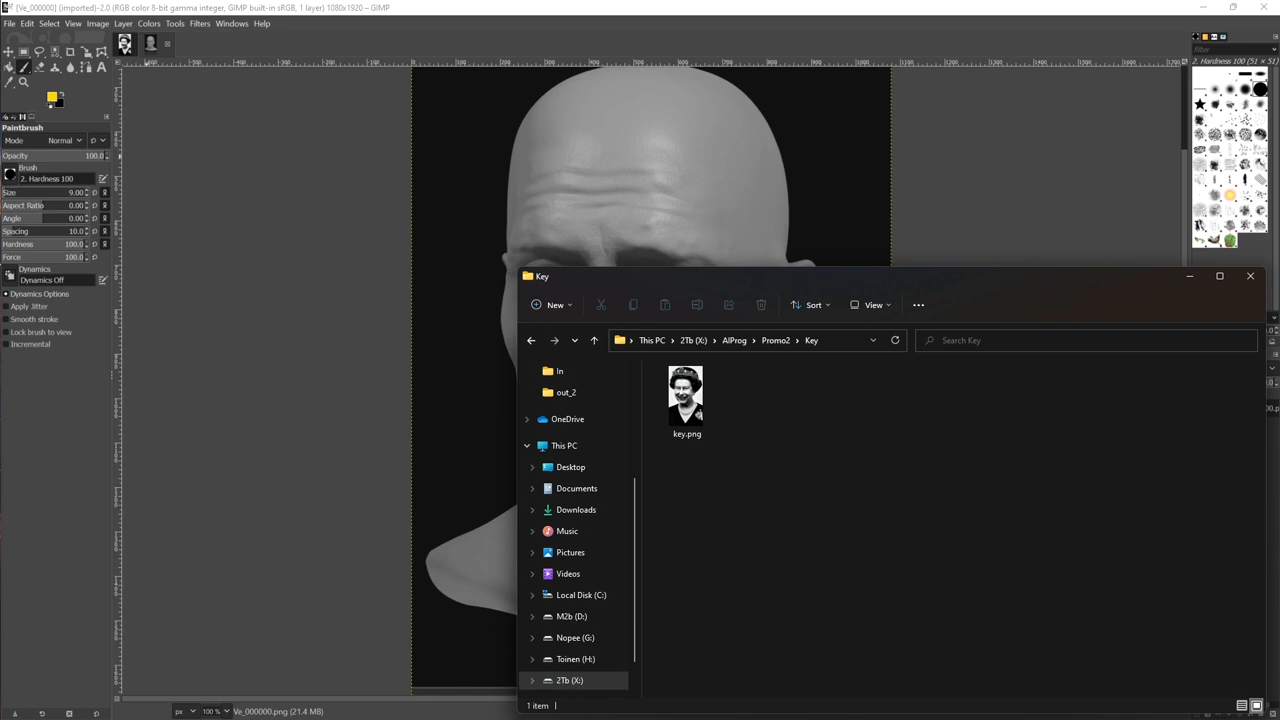 [Ve_000000] (imported)-2.0 (RGB color 8-bit gamma integer, GIMP built-in sRGB, 1 layer) 1080x1920 – GIMP
File Edit Select View Image Layer Colors Tools Filters Windows Help
filter
2. Hardness 100 (51 × 51)
Paintbrush
Mode Normal
Opacity 100.0
Brush
2. Hardness 100
Size 9.00
Aspect Ratio 0.00
Angle 0.00
Spacing 10.0
Hardness 100.0
Force 100.0
Dynamics
Dynamics Off
Dynamics Options
Apply Jitter
Smooth stroke
Lock brush to view
Incremental
Key
New Sort View
This PC 2Tb (X:) AIProg Promo2 Key
Search Key
In
out_2
OneDrive
This PC
Desktop
Documents
Downloads
Music
Pictures
Videos
Local Disk (C:)
M2b (D:)
Nopee (G:)
Toinen (H:)
2Tb (X:)
key.png
1 item
px 100 % Ve_000000.png (21.4 MB)